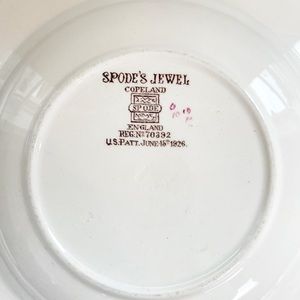 SPODE'S JEWEL
COPELAND
SPODE
ENGLAND
REG. No. 70392
U.S. PATT. JUNE 15TH 1926.